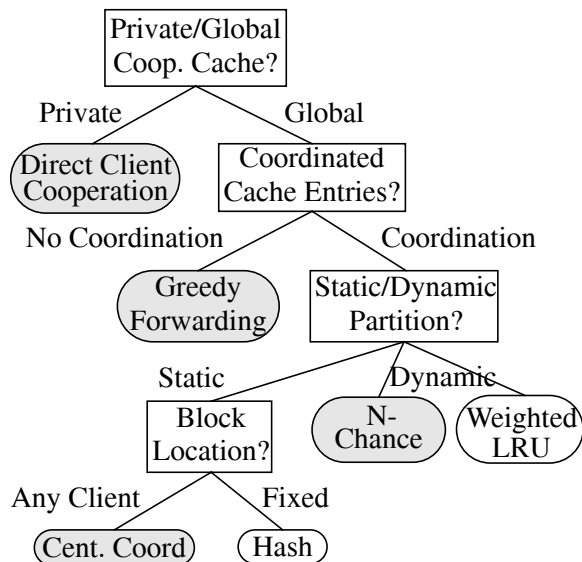 Private/Global
Coop. Cache?
Private
Global
Direct Client
Cooperation
Coordinated
Cache Entries?
No Coordination
Coordination
Greedy
Forwarding
Static/Dynamic
Partition?
Static
Dynamic
Block
Location?
N-
Chance
Weighted
LRU
Any Client
Fixed
Cent. Coord
Hash